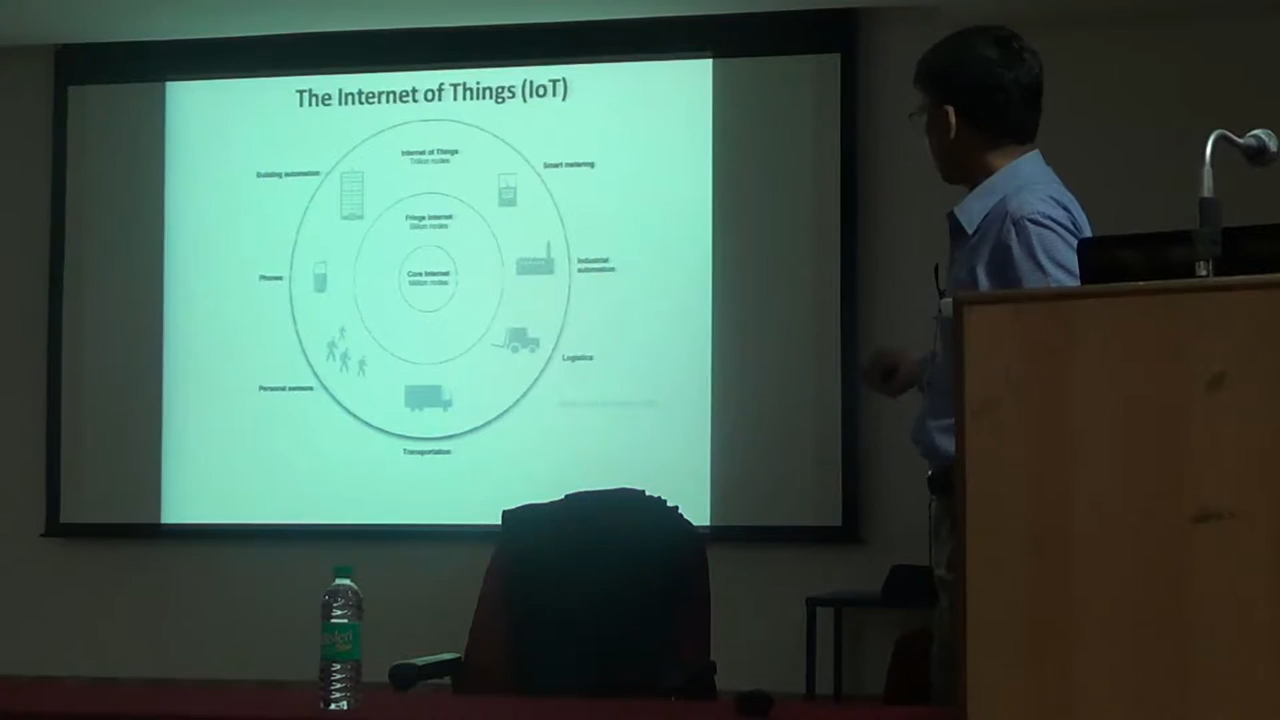 The Internet of Things (IoT)
Internet of Things
Trillion nodes
Building automation
Smart metering
Fringe Internet
Billion nodes
Phones
Core Internet
Million nodes
Industrial
automation
Logistics
Personal sensors
Transportation